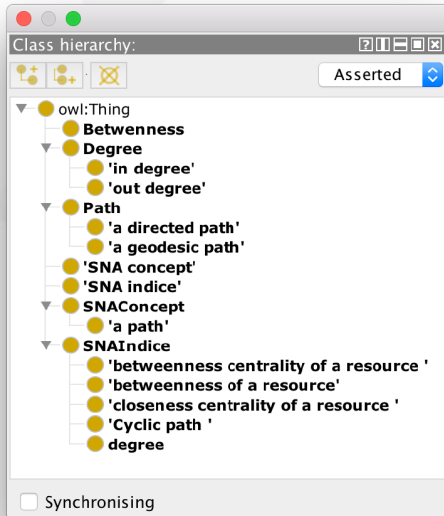 Class hierarchy:
Asserted
owl:Thing
Betwenness
Degree
'in degree'
'out degree'
Path
'a directed path'
'a geodesic path'
'SNA concept'
'SNA indice'
SNAConcept
'a path'
SNAIndice
'betweenness centrality of a resource '
'betweenness of a resource'
'closeness centrality of a resource '
'Cyclic path '
degree
Synchronising